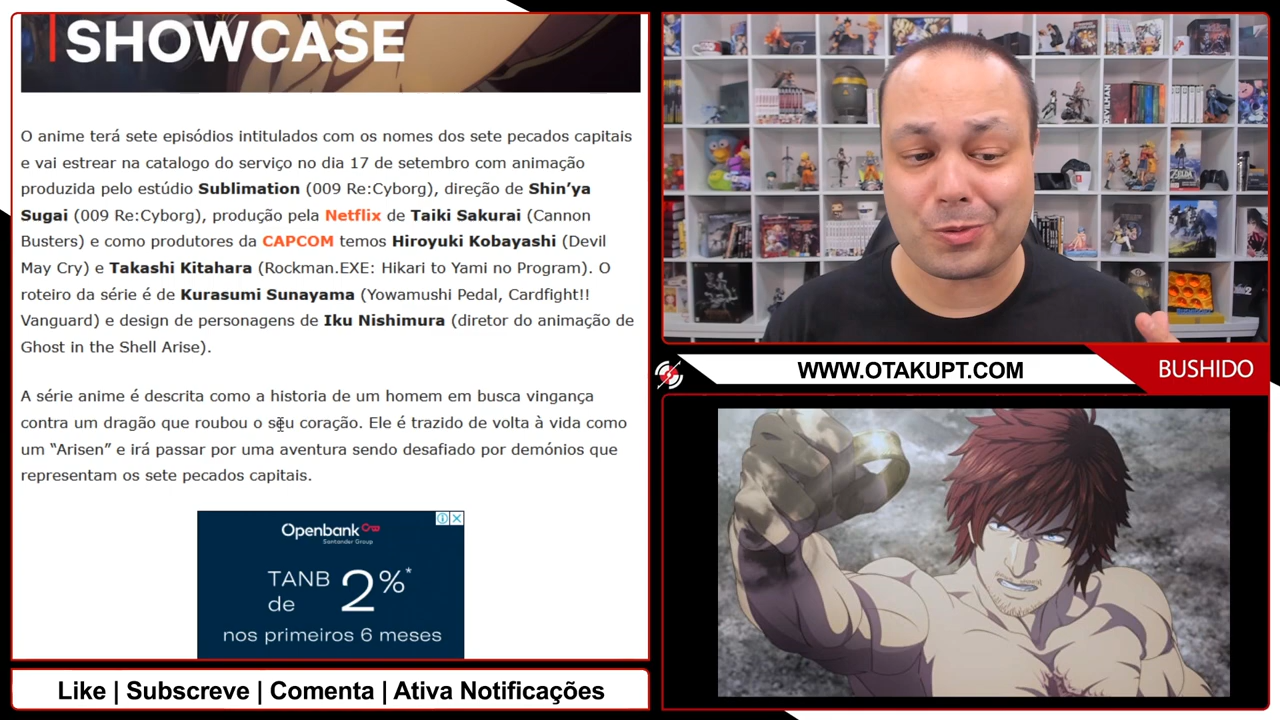 SHOWCASE
O anime terá sete episódios intitulados com os nomes dos sete pecados capitais
e vai estrear na catalogo do serviço no dia 17 de setembro com animação
produzida pelo estúdio Sublimation (009 Re:Cyborg), direção de Shin’ya
Sugai (009 Re:Cyborg), produção pela Netflix de Taiki Sakurai (Cannon
Busters) e como produtores da CAPCOM temos Hiroyuki Kobayashi (Devil
May Cry) e Takashi Kitahara (Rockman.EXE: Hikari to Yami no Program). O
roteiro da série é de Kurasumi Sunayama (Yowamushi Pedal, Cardfight!!
Vanguard) e design de personagens de Iku Nishimura (diretor do animação de
Ghost in the Shell Arise).
A série anime é descrita como a historia de um homem em busca vingança
contra um dragão que roubou o seu coração. Ele é trazido de volta à vida como
um “Arisen” e irá passar por uma aventura sendo desafiado por demónios que
representam os sete pecados capitais.
Openbank
Santander Group
TANB
de 2%*
nos primeiros 6 meses
Like | Subscreve | Comenta | Ativa Notificações
DEVILMAN
ZELDA
WWW.OTAKUPT.COM
BUSHIDO